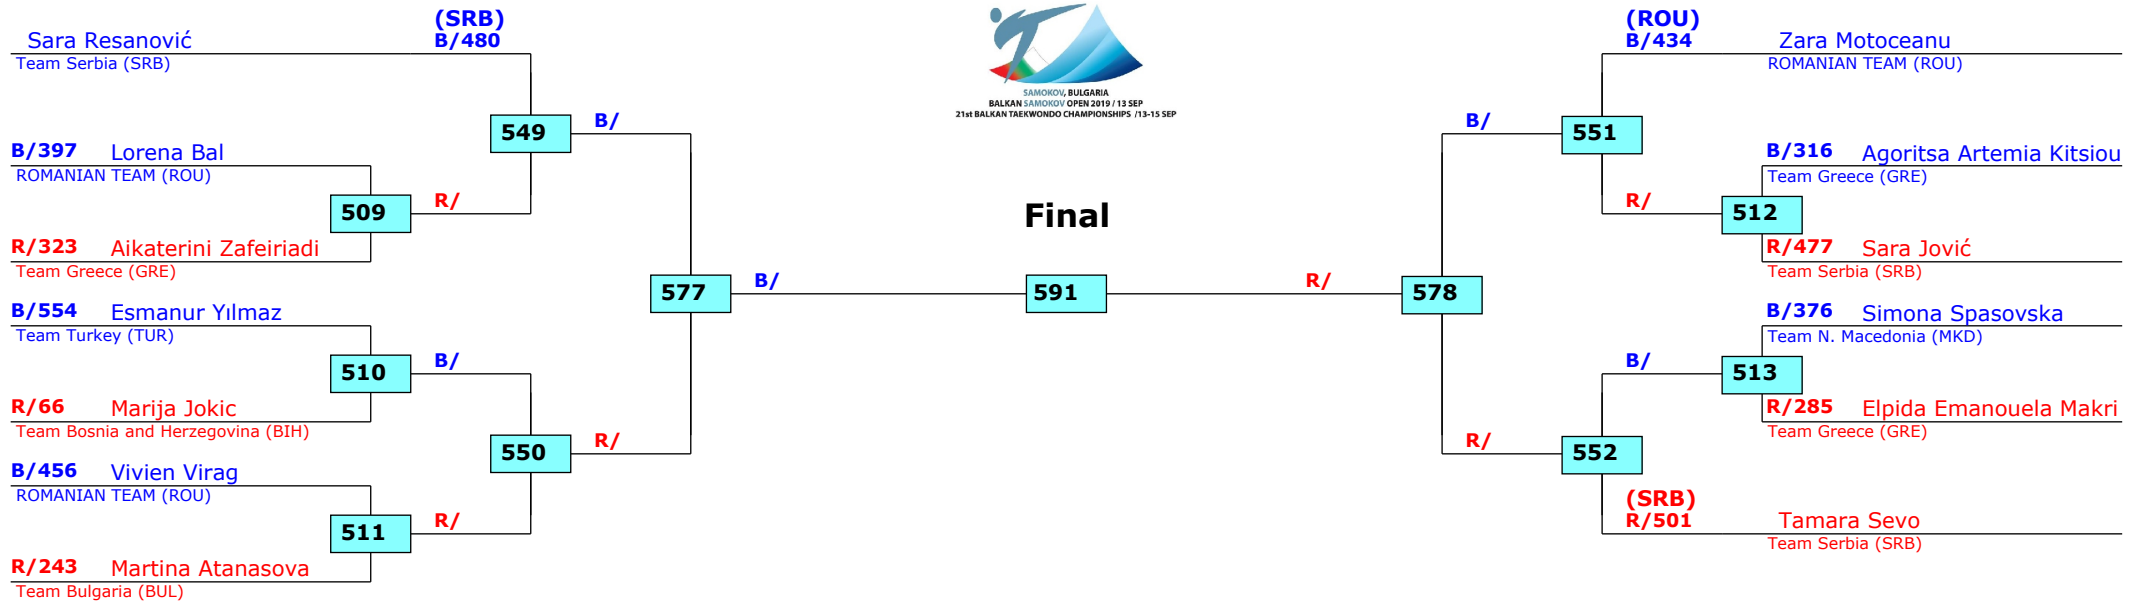 (SRB)
Sara Resanović B/480
Team Serbia (SRB)
549
B/
B/397 Lorena Bal
ROMANIAN TEAM (ROU)
509
R/
R/323 Aikaterini Zafeiriadi
Team Greece (GRE)
577
B/
B/554 Esmanur Yılmaz
Team Turkey (TUR)
510
B/
R/66 Marija Jokic
Team Bosnia and Herzegovina (BIH)
550
R/
B/456 Vivien Virag
ROMANIAN TEAM (ROU)
511
R/
R/243 Martina Atanasova
Team Bulgaria (BUL)
SAMOKOV, BULGARIA
BALKAN SAMOKOV OPEN 2019 / 13 SEP
21st BALKAN TAEKWONDO CHAMPIONSHIPS /13-15 SEP
Final
591
(ROU)
B/434 Zara Motoceanu
ROMANIAN TEAM (ROU)
B/
551
B/316 Agoritsa Artemia Kitsiou
Team Greece (GRE)
R/
512
R/477 Sara Jović
Team Serbia (SRB)
R/
578
B/376 Simona Spasovska
Team N. Macedonia (MKD)
B/
513
R/285 Elpida Emanouela Makri
Team Greece (GRE)
R/
552
(SRB)
R/501 Tamara Sevo
Team Serbia (SRB)